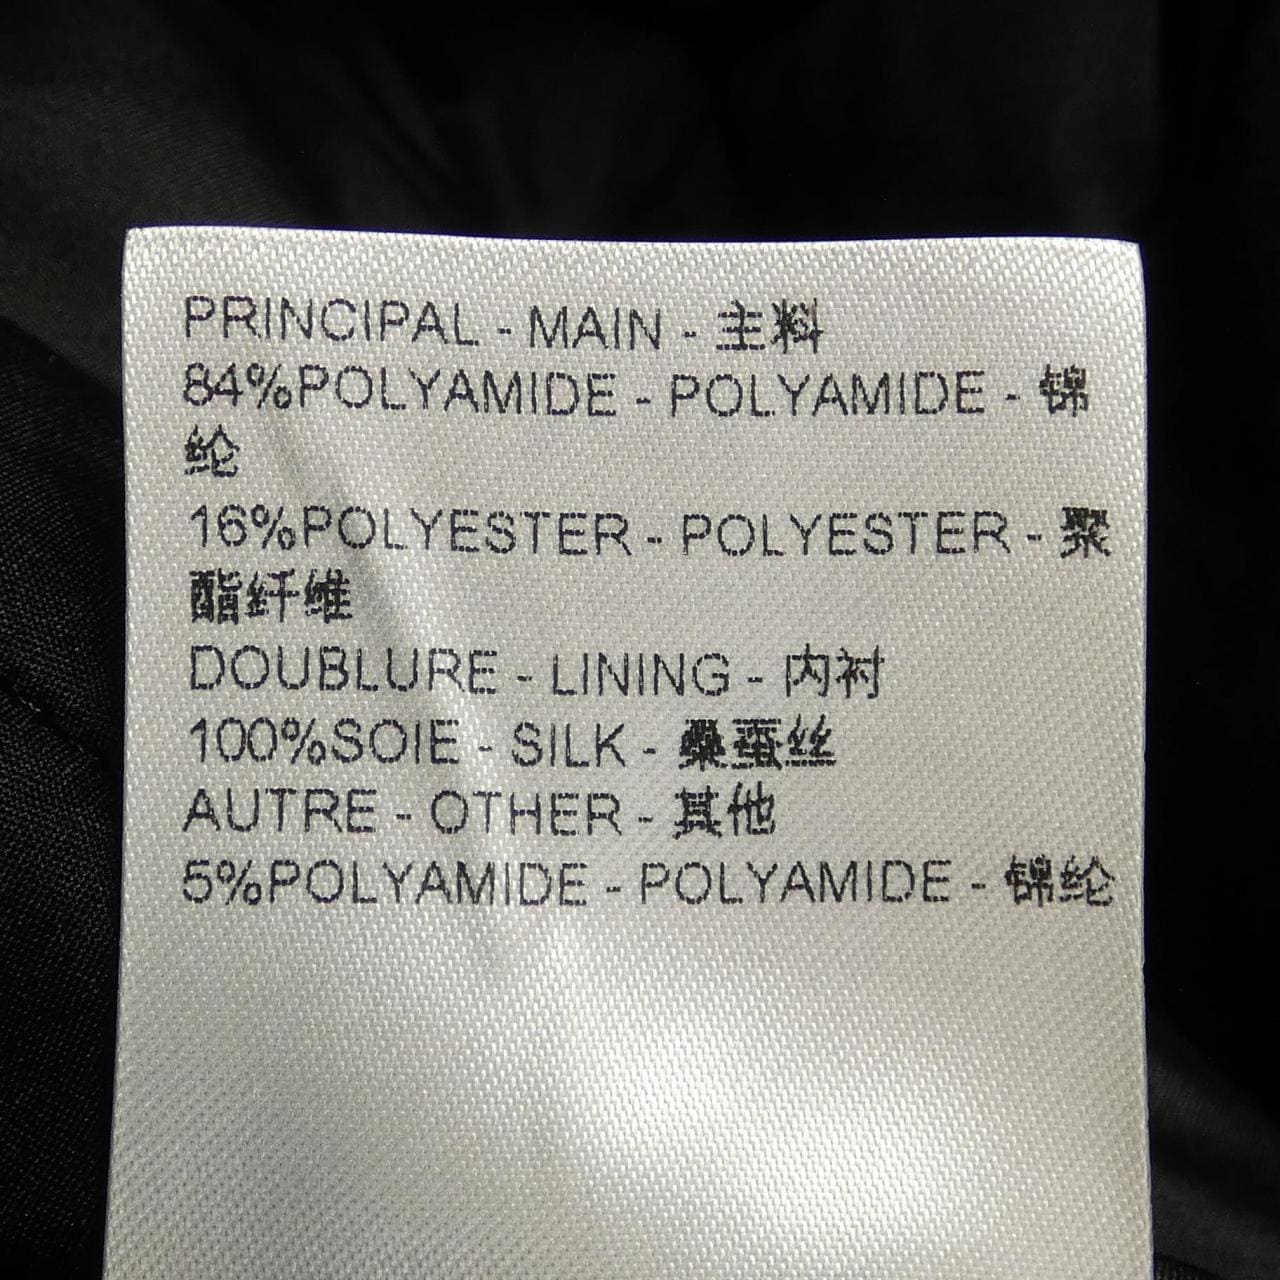 PRINCIPAL - MAIN - 主料
84%POLYAMIDE - POLYAMIDE - 锦
纶
16%POLYESTER - POLYESTER - 聚
酯纤维
DOUBLURE - LINING - 内衬
100%SOIE - SILK - 桑蚕丝
AUTRE - OTHER - 其他
5%POLYAMIDE - POLYAMIDE - 锦纶